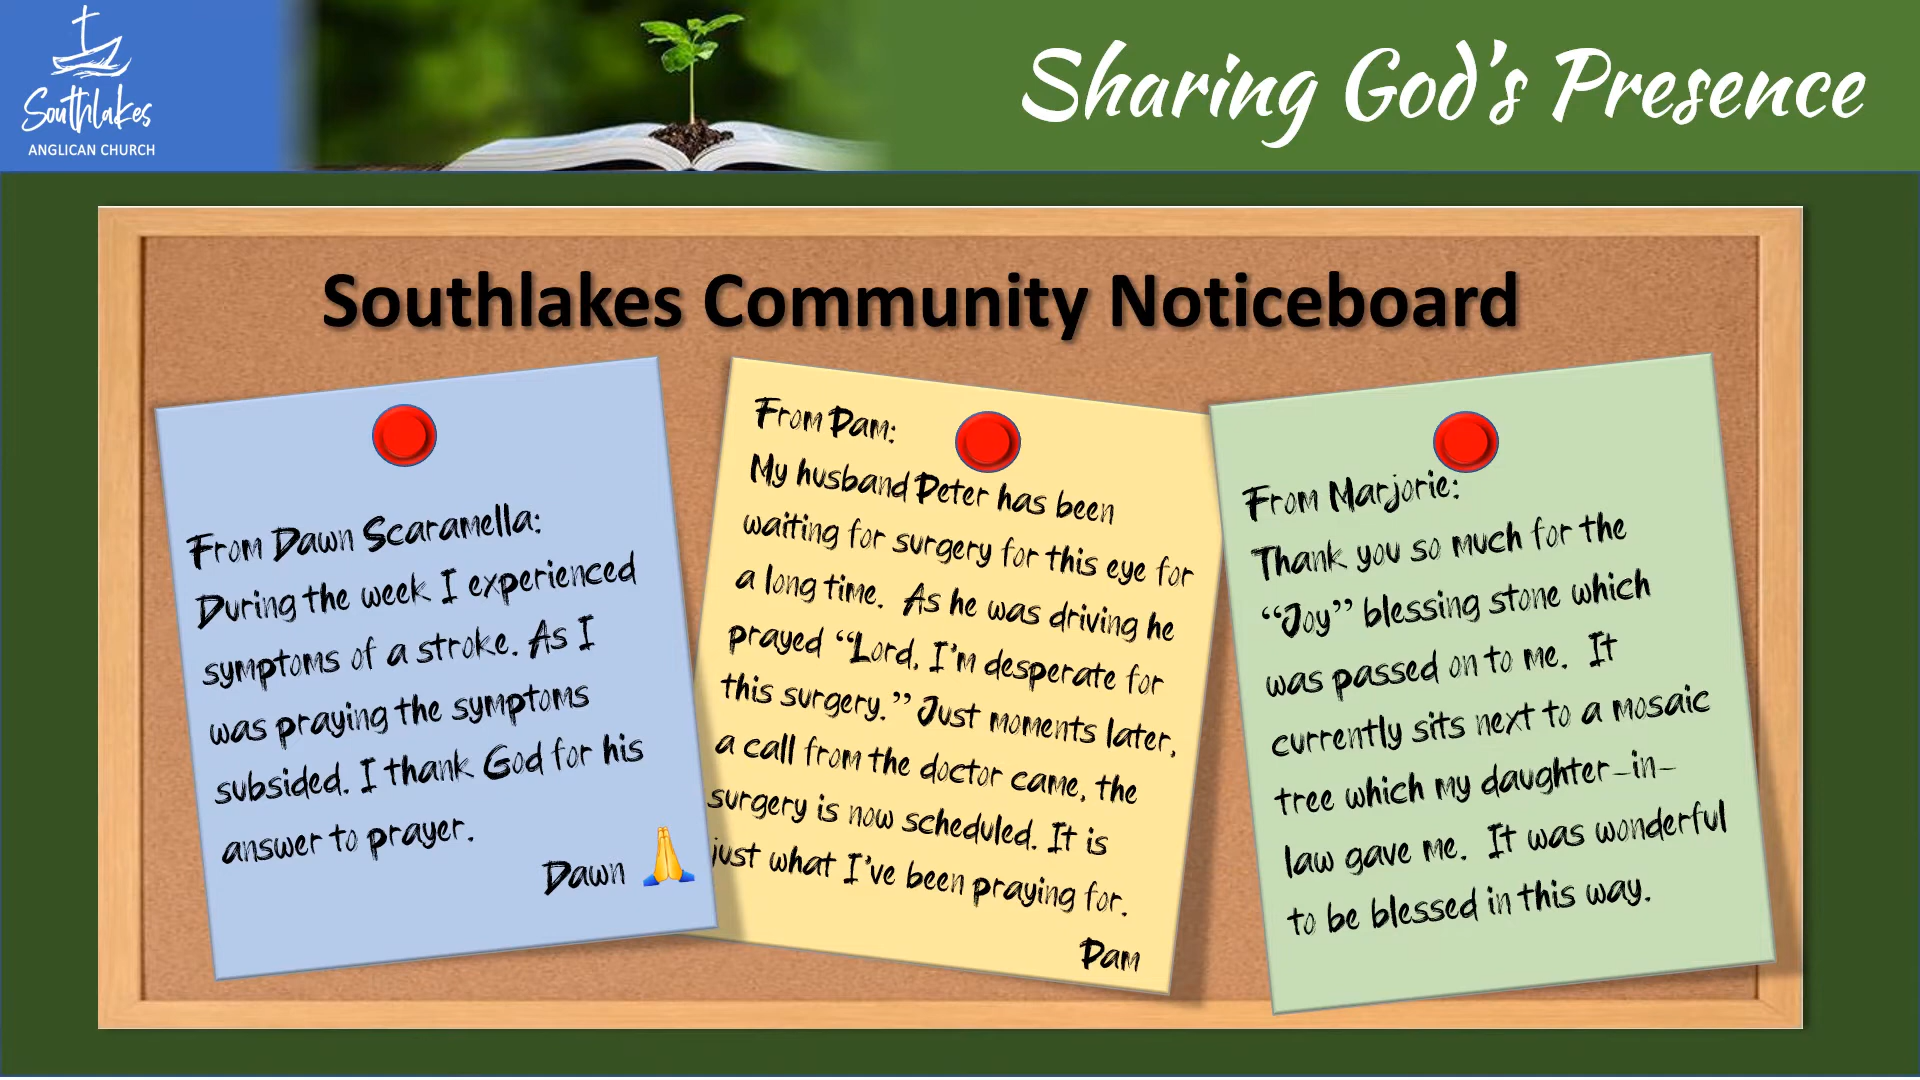 Southlakes
ANGLICAN CHURCH
Sharing God's Presence
Southlakes Community Noticeboard
From Dawn Scaramella:
During the week I experienced
symptoms of a stroke. As I
was praying the symptoms
subsided. I thank God for his
answer to prayer.
Dawn 🙏
From Pam:
My husband Peter has been
waiting for surgery for this eye for
a long time.  As he was driving he
prayed “Lord, I’m desperate for
this surgery.” Just moments later,
a call from the doctor came, the
surgery is now scheduled. It is
just what I’ve been praying for.
Pam
From Marjorie:
Thank you so much for the
“Joy” blessing stone which
was passed on to me.  It
currently sits next to a mosaic
tree which my daughter-in-
law gave me.  It was wonderful
to be blessed in this way.